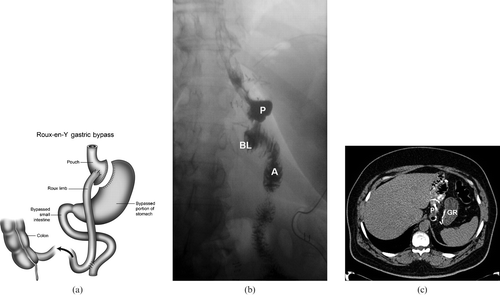 Roux-en-Y gastric bypass
Pouch
Roux limb
Bypassed
small
intestine
Bypassed
portion of
stomach
Colon
P
BL
A
P
GR
(a)
(b)
(c)